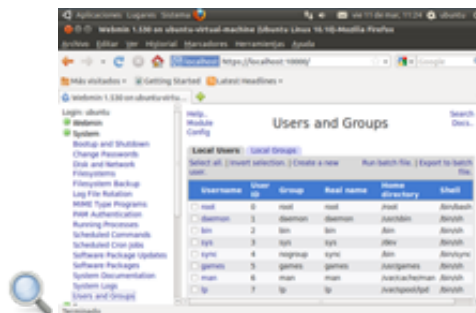 Aplicaciones Lugares Sistema vie 11 de mar, 11:24 ubuntu
Webmin 1.530 on ubuntu-virtual-machine (Ubuntu Linux 10.10)-Mozilla Firefox
Archivo Editar Ver Historial Marcadores Herramientas Ayuda
localhost https://localhost:10000/ Google
Más visitados Getting Started Latest Headlines
Webmin 1.530 on ubuntu-virtu...
Login: ubuntu
Webmin
System
Bootup and Shutdown
Change Passwords
Disk and Network
Filesystems
Filesystem Backup
Log File Rotation
MIME Type Programs
PAM Authentication
Running Processes
Scheduled Commands
Scheduled Cron Jobs
Software Package Updates
Software Packages
System Documentation
System Logs
Users and Groups
Terminado
Help..
Module
Config
Users and Groups
Search
Docs..
Local Users Local Groups
Select all. | Invert selection. | Create a new user. Run batch file. | Export to batch file.
Username User ID Group Real name Home directory Shell
root 0 root root /root /bin/bash
daemon 1 daemon daemon /usr/sbin /bin/sh
bin 2 bin bin /bin /bin/sh
sys 3 sys sys /dev /bin/sh
sync 4 nogroup sync /bin /bin/sync
games 5 games games /usr/games /bin/sh
man 6 man man /var/cache/man /bin/sh
lp 7 lp lp /var/spool/lpd /bin/sh